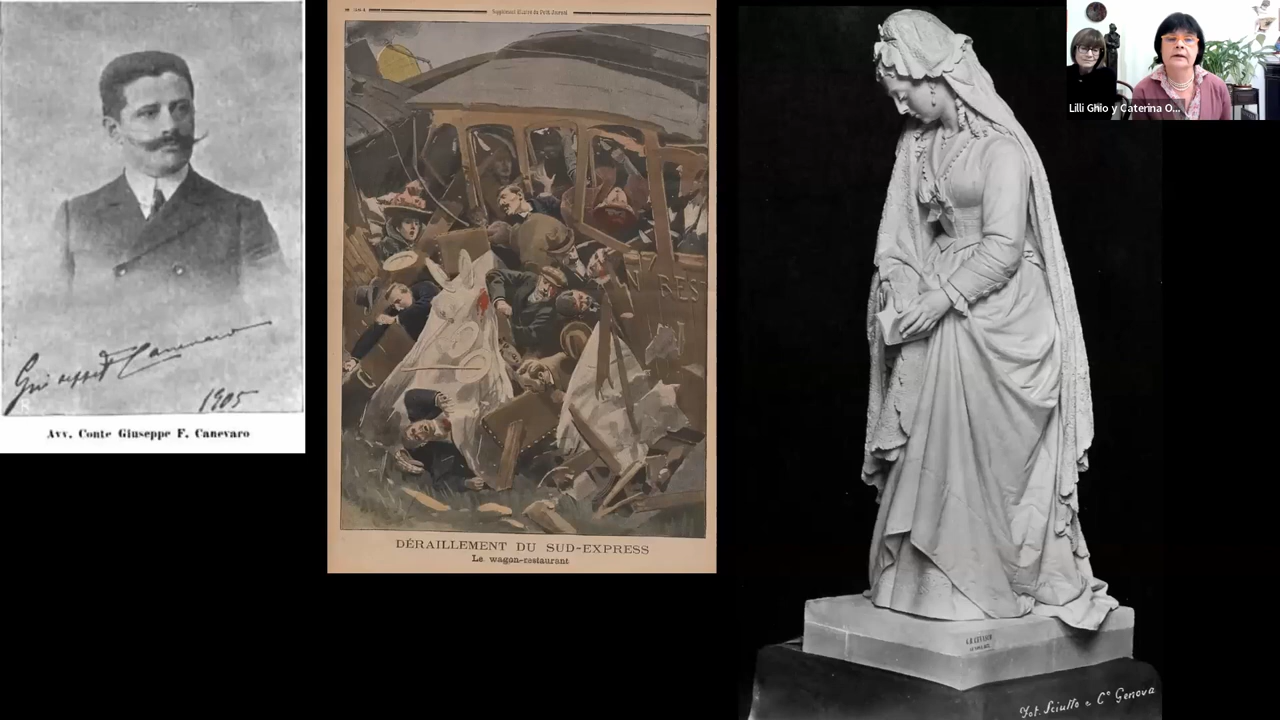 Giuseppe F. Canevaro
1905
Avv. Conte Giuseppe F. Canevaro
Supplément Illustré du Petit Journal
N RES
DÉRAILLEMENT DU SUD-EXPRESS
Le wagon-restaurant
Fot. Sciutto e Cº Genova
Lilli Ghio y Caterina O...